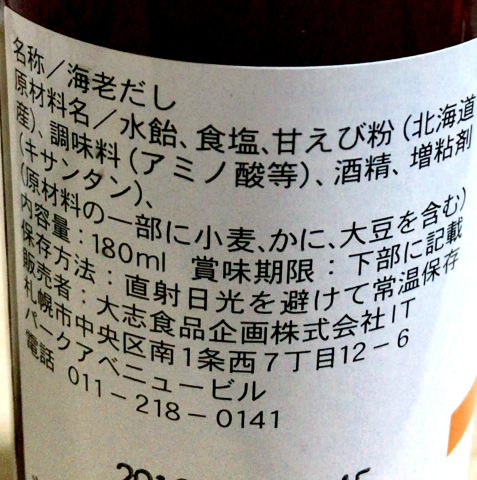 名称／海老だし
原材料名／水飴、食塩、甘えび粉（北海道
産）、調味料（アミノ酸等）、酒精、増粘剤
（キサンタン）、
（原材料の一部に小麦、かに、大豆を含む）
内容量：180ml　賞味期限：下部に記載
保存方法：直射日光を避けて常温保存
販売者：大志食品企画株式会社IT
札幌市中央区南1条西7丁目12－6
パークアベニュービル
電話　011－218－0141